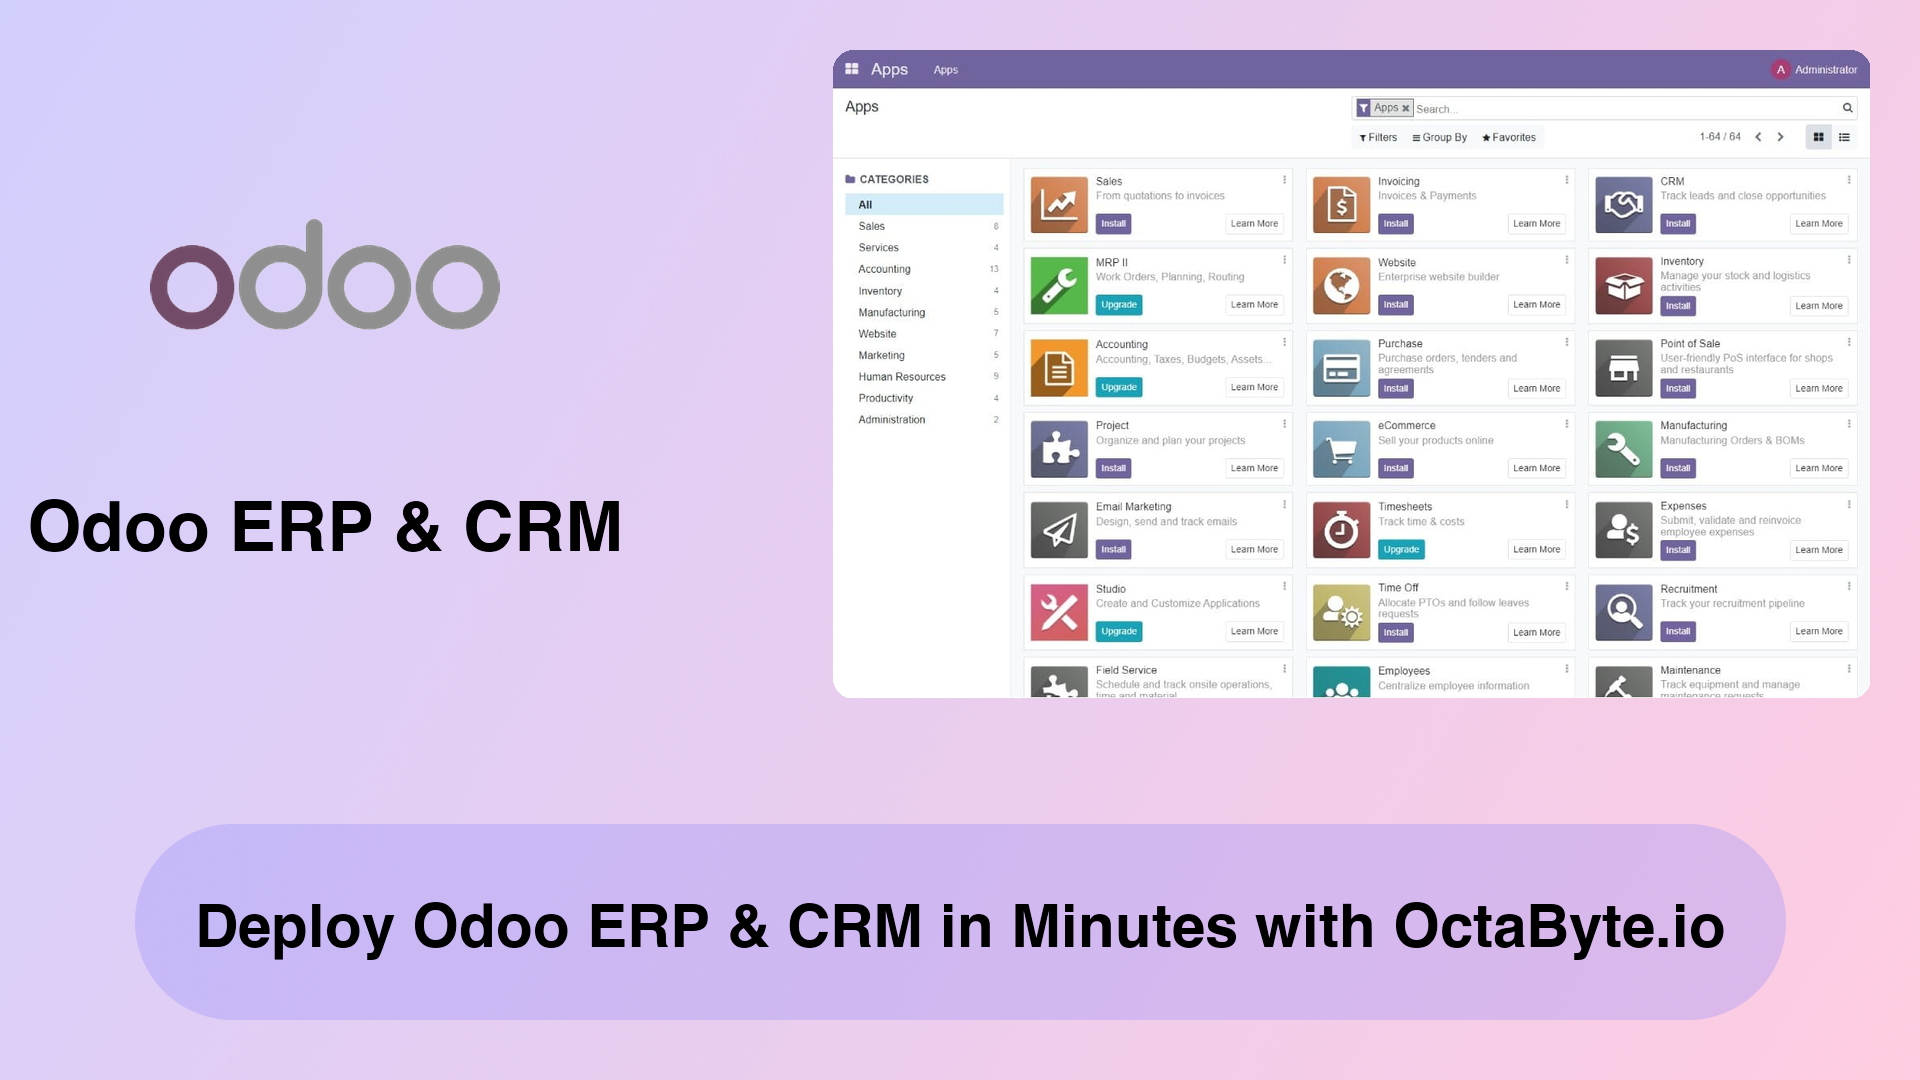 odoo
Odoo ERP & CRM
Apps Apps
A Administrator
Apps
Apps × Search...
Filters Group By Favorites
1-64 / 64
CATEGORIES
All
Sales 8
Services 4
Accounting 13
Inventory 4
Manufacturing 5
Website 7
Marketing 5
Human Resources 9
Productivity 4
Administration 2
Sales
From quotations to invoices
Install Learn More
Invoicing
Invoices & Payments
Install Learn More
CRM
Track leads and close opportunities
Install Learn More
MRP II
Work Orders, Planning, Routing
Upgrade Learn More
Website
Enterprise website builder
Install Learn More
Inventory
Manage your stock and logistics
activities
Install Learn More
Accounting
Accounting, Taxes, Budgets, Assets...
Upgrade Learn More
Purchase
Purchase orders, tenders and
agreements
Install Learn More
Point of Sale
User-friendly PoS interface for shops
and restaurants
Install Learn More
Project
Organize and plan your projects
Install Learn More
eCommerce
Sell your products online
Install Learn More
Manufacturing
Manufacturing Orders & BOMs
Install Learn More
Email Marketing
Design, send and track emails
Install Learn More
Timesheets
Track time & costs
Upgrade Learn More
Expenses
Submit, validate and reinvoice
employee expenses
Install Learn More
Studio
Create and Customize Applications
Upgrade Learn More
Time Off
Allocate PTOs and follow leaves
requests
Install Learn More
Recruitment
Track your recruitment pipeline
Install Learn More
Field Service
Schedule and track onsite operations,
time and material
Employees
Centralize employee information
Maintenance
Track equipment and manage
maintenance requests
Deploy Odoo ERP & CRM in Minutes with OctaByte.io